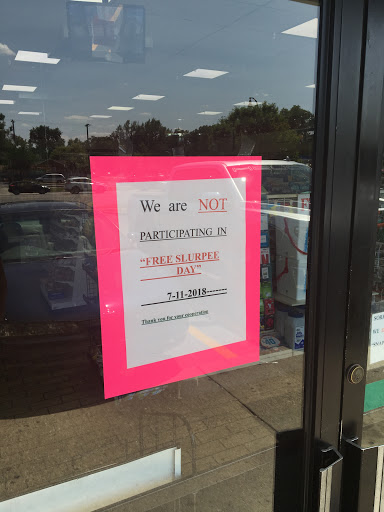 We are NOT
PARTICIPATING IN
“FREE SLURPEE
DAY”
7-11-2018-------
Thank you for your cooperation